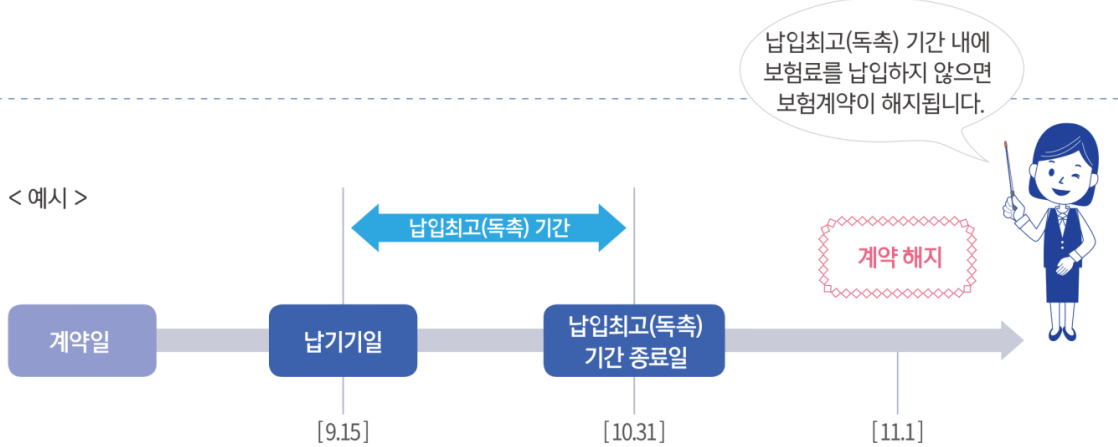 납입최고(독촉) 기간 내에
보험료를 납입하지 않으면
보험계약이 해지됩니다.
< 예시 >
납입최고(독촉) 기간
계약 해지
계약일
납기기일
납입최고(독촉)
기간 종료일
[9.15]
[10.31]
[11.1]